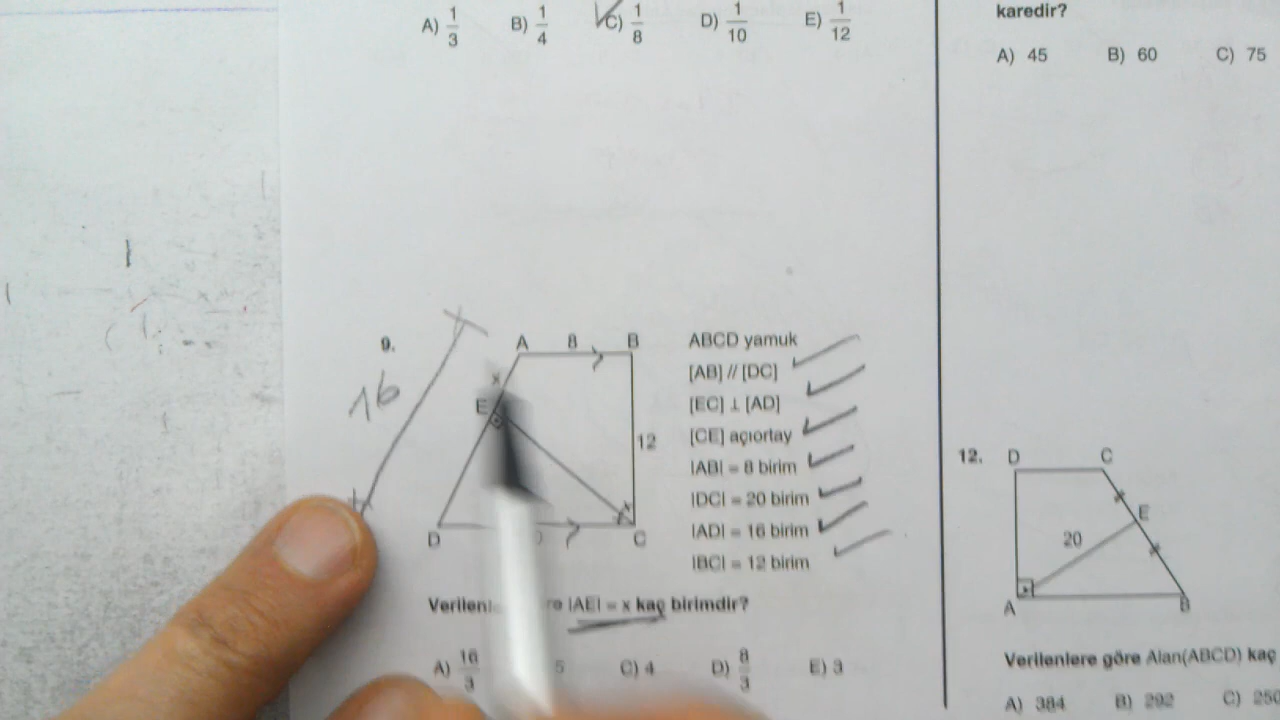 A) 1/3 B) 1/4 C) 1/8 D) 1/10 E) 1/12
9.
A 8 B
x
E
16
12
D C
ABCD yamuk
[AB] // [DC]
[EC] ⊥ [AD]
[CE] açıortay
|AB| = 8 birim
|DC| = 20 birim
|AD| = 16 birim
|BC| = 12 birim
|AE| = x kaç birimdir?
A) 16/3 5 C) 4 D) 8/3 E) 3
karedir?
A) 45 B) 60 C) 75
12.
D C
E
20
A B
Verilenlere göre Alan(ABCD) kaç
A) 384 B) 292 C) 250